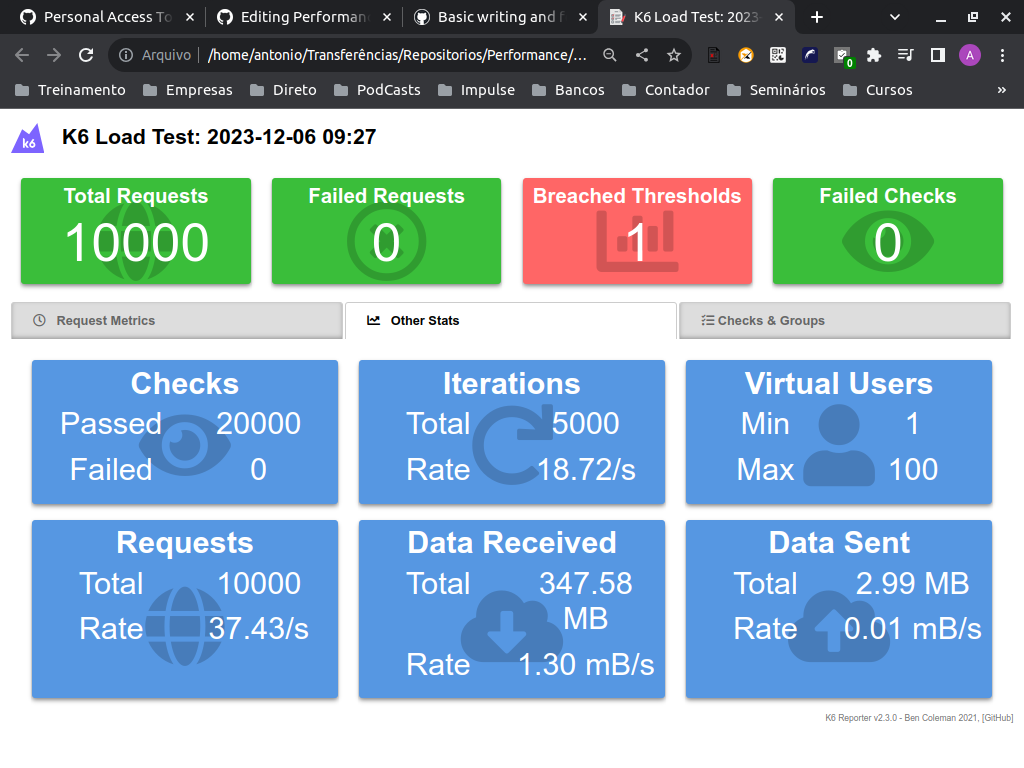 Personal Access To
Editing Performan
Basic writing and f
K6 Load Test: 2023-
Arquivo
/home/antonio/Transferências/Repositorios/Performance/...
0
A
Treinamento
Empresas
Direto
PodCasts
Impulse
Bancos
Contador
Seminários
Cursos
»
k6
K6 Load Test: 2023-12-06 09:27
Total Requests
10000
Failed Requests
0
Breached Thresholds
1
Failed Checks
0
Request Metrics
Other Stats
Checks & Groups
Checks
Passed 20000
Failed 0
Iterations
Total 5000
Rate 18.72/s
Virtual Users
Min 1
Max 100
Requests
Total 10000
Rate 37.43/s
Data Received
Total 347.58
MB
Rate 1.30 mB/s
Data Sent
Total 2.99 MB
Rate 0.01 mB/s
K6 Reporter v2.3.0 - Ben Coleman 2021, [GitHub]